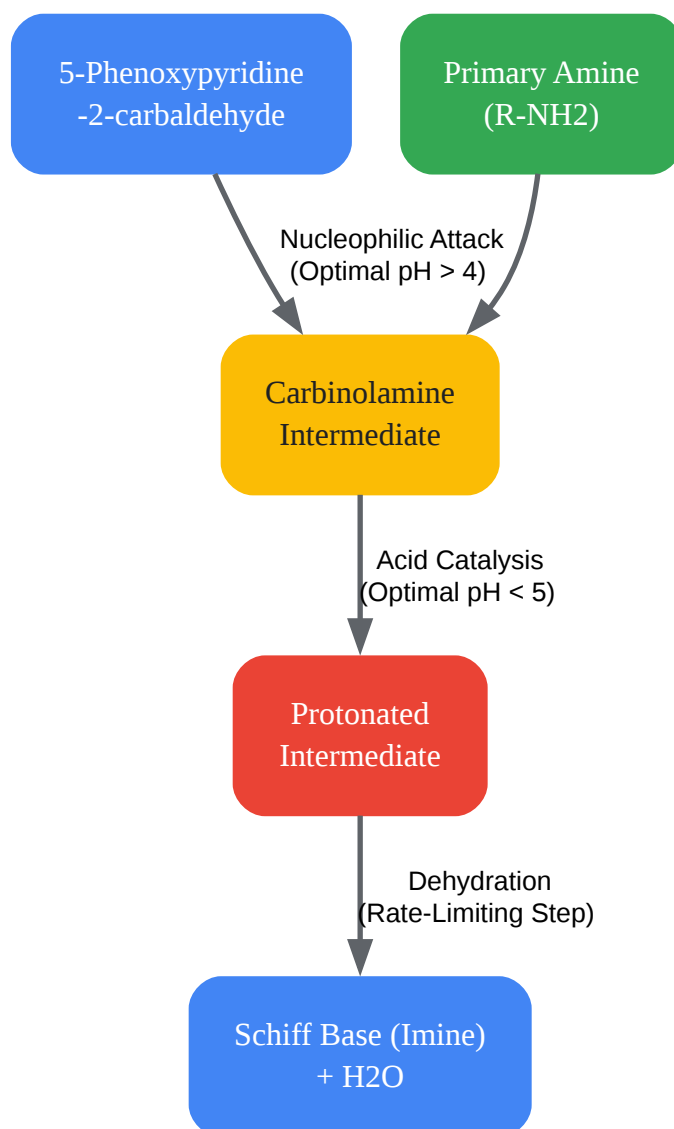 5-Phenoxypyridine
-2-carbaldehyde
Primary Amine
(R-NH2)
Nucleophilic Attack
(Optimal pH > 4)
Carbinolamine
Intermediate
Acid Catalysis
(Optimal pH < 5)
Protonated
Intermediate
Dehydration
(Rate-Limiting Step)
Schiff Base (Imine)
+ H2O